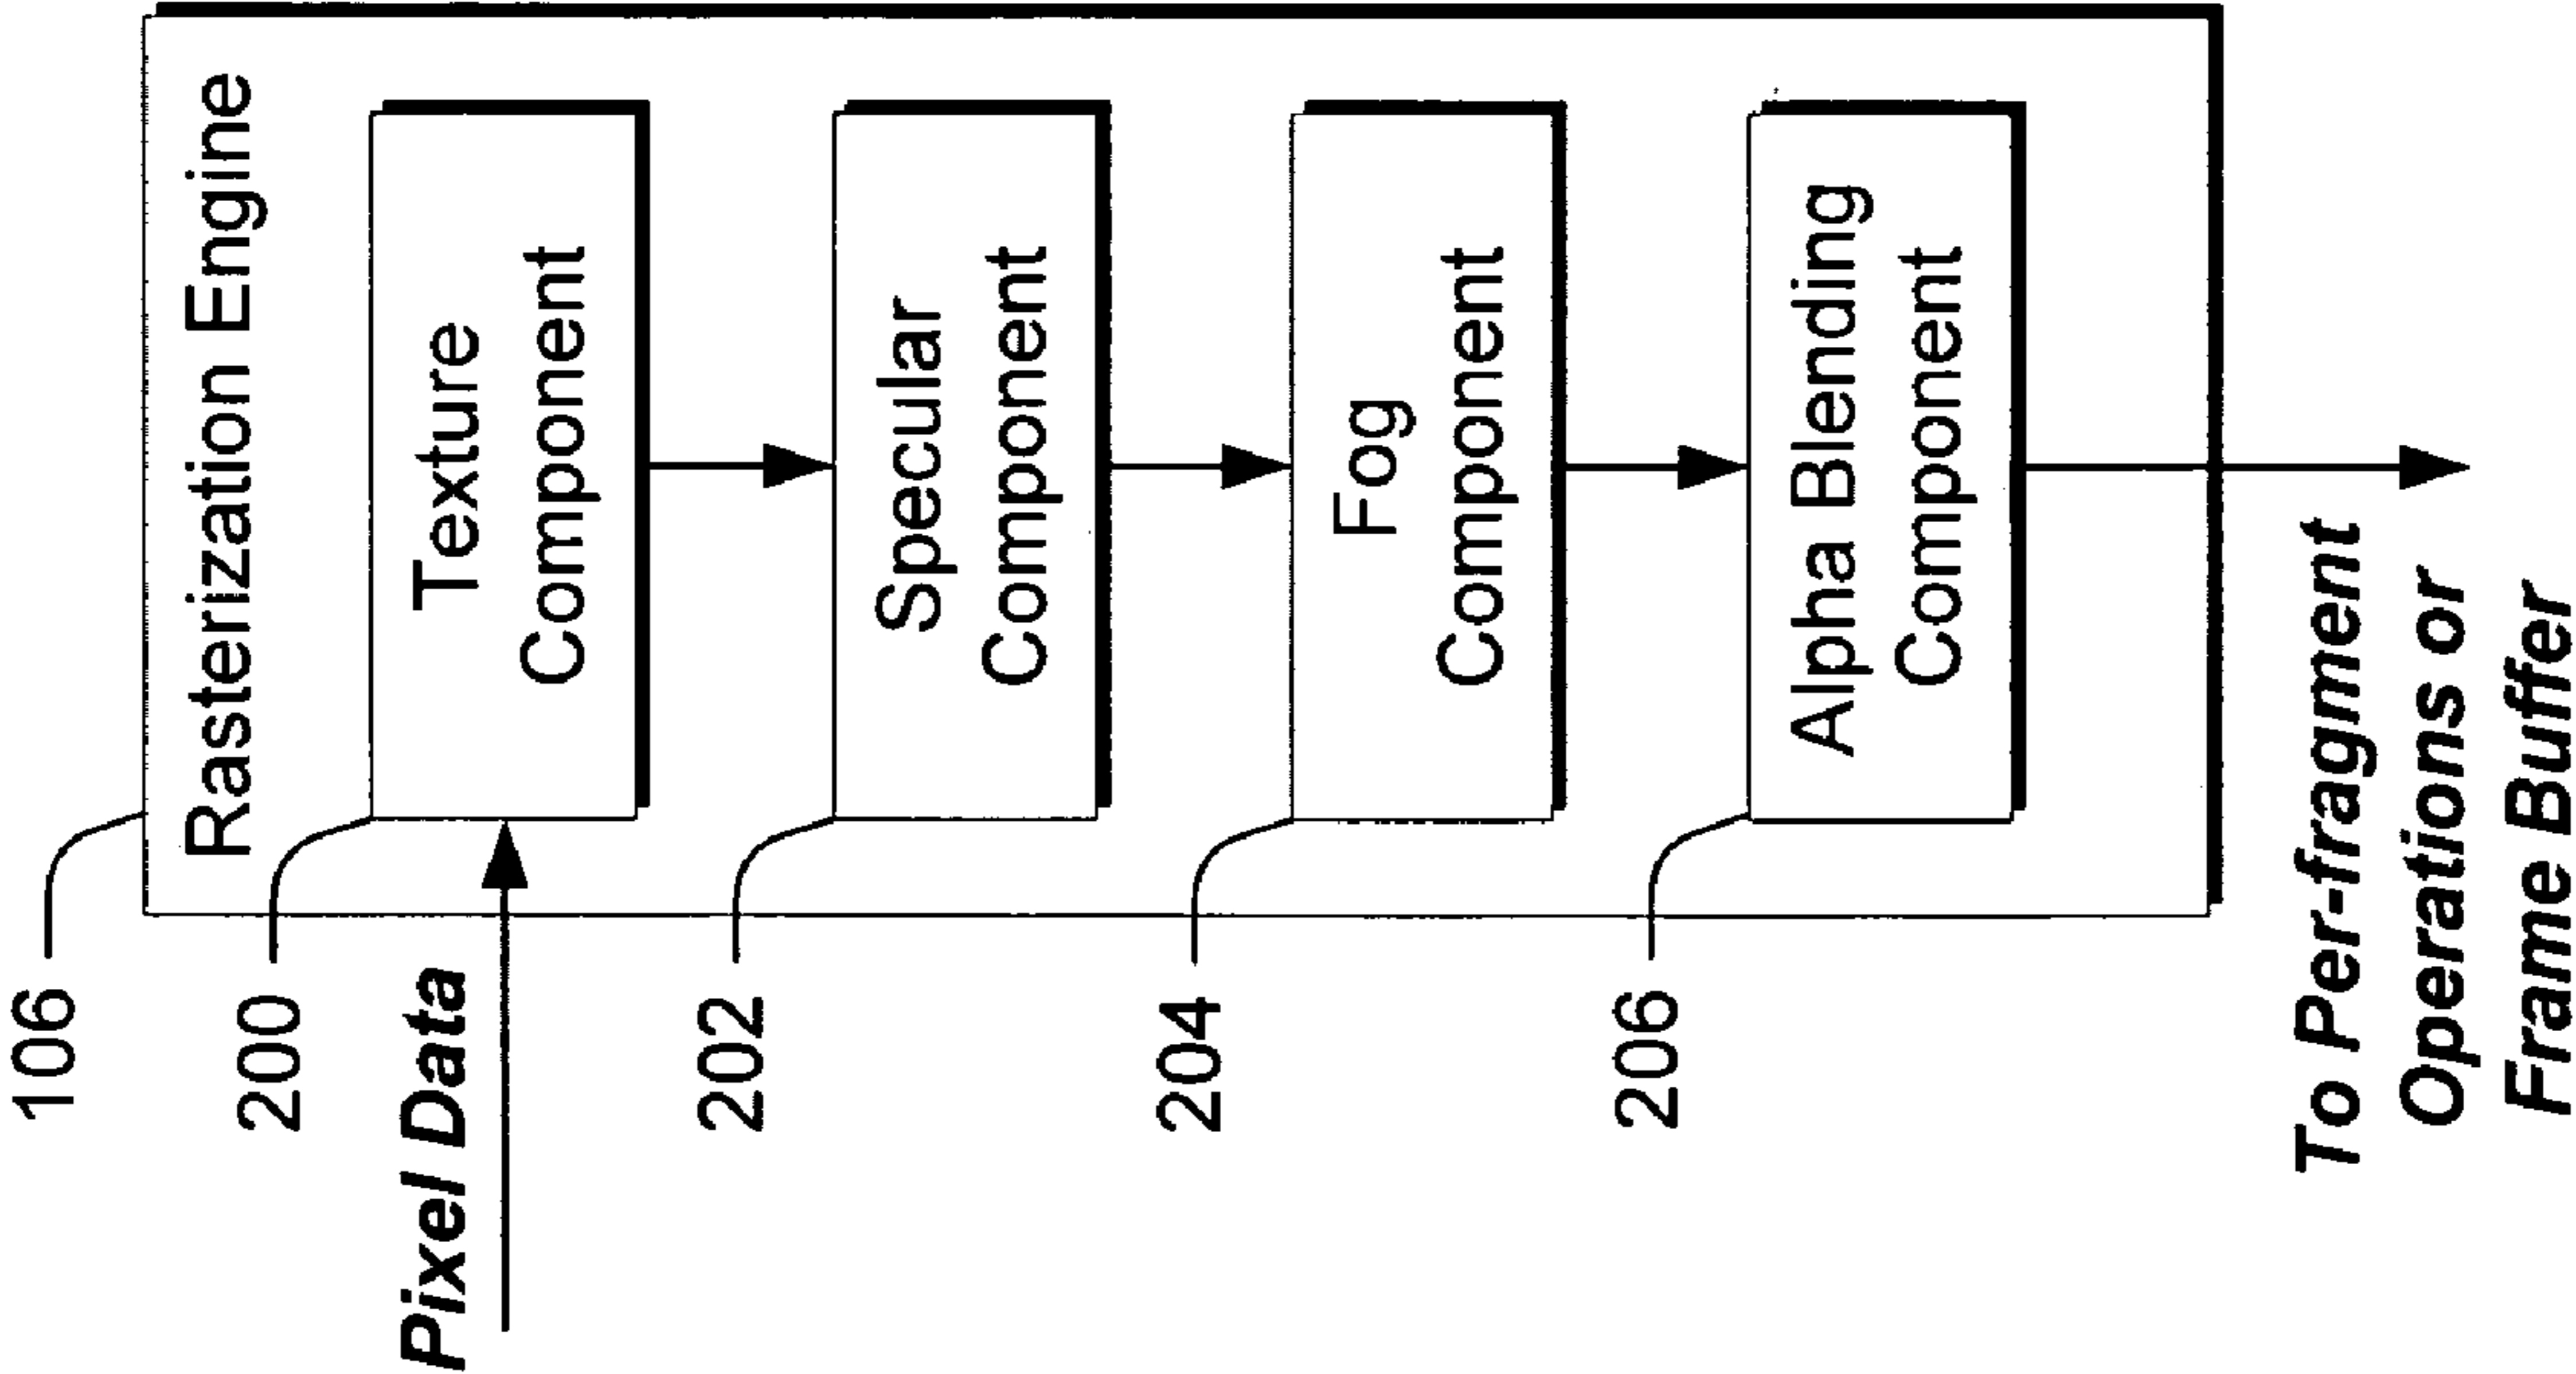 106
Rasterization Engine
200
Texture
Component
Pixel Data
202
Specular
Component
204
Fog
Component
206
Alpha Blending
Component
To Per-fragment
Operations or
Frame Buffer